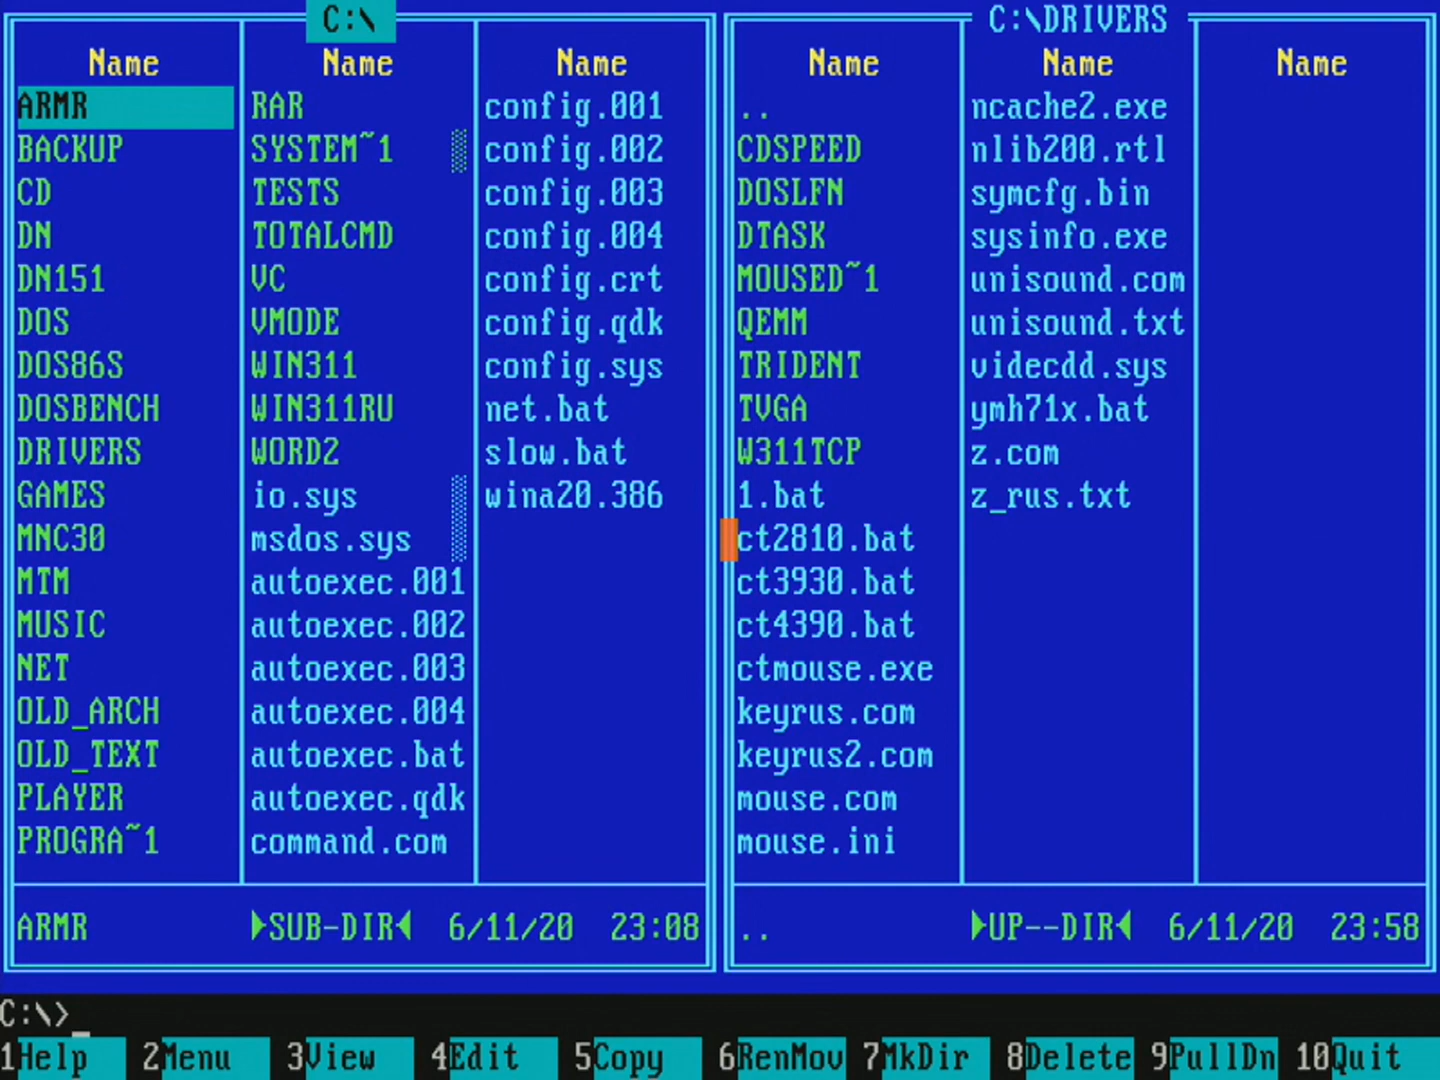 C:\ C:\DRIVERS
Name Name Name Name Name Name
ARMR RAR config.001 .. ncache2.exe
BACKUP SYSTEM~1 config.002 CDSPEED nlib200.rtl
CD TESTS config.003 DOSLFN symcfg.bin
DN TOTALCMD config.004 DTASK sysinfo.exe
DN151 VC config.crt MOUSED~1 unisound.com
DOS VMODE config.qdk QEMM unisound.txt
DOS86S WIN311 config.sys TRIDENT videcdd.sys
DOSBENCH WIN311RU net.bat TVGA ymh71x.bat
DRIVERS WORD2 slow.bat W311TCP z.com
GAMES io.sys wina20.386 1.bat z_rus.txt
MNC30 msdos.sys ct2810.bat
MTM autoexec.001 ct3930.bat
MUSIC autoexec.002 ct4390.bat
NET autoexec.003 ctmouse.exe
OLD_ARCH autoexec.004 keyrus.com
OLD_TEXT autoexec.bat keyrus2.com
PLAYER autoexec.qdk mouse.com
PROGRA~1 command.com mouse.ini
ARMR ►SUB-DIR◄ 6/11/20 23:08 .. ►UP--DIR◄ 6/11/20 23:58
C:\>_
1Help 2Menu 3View 4Edit 5Copy 6RenMov 7MkDir 8Delete 9PullDn 10Quit